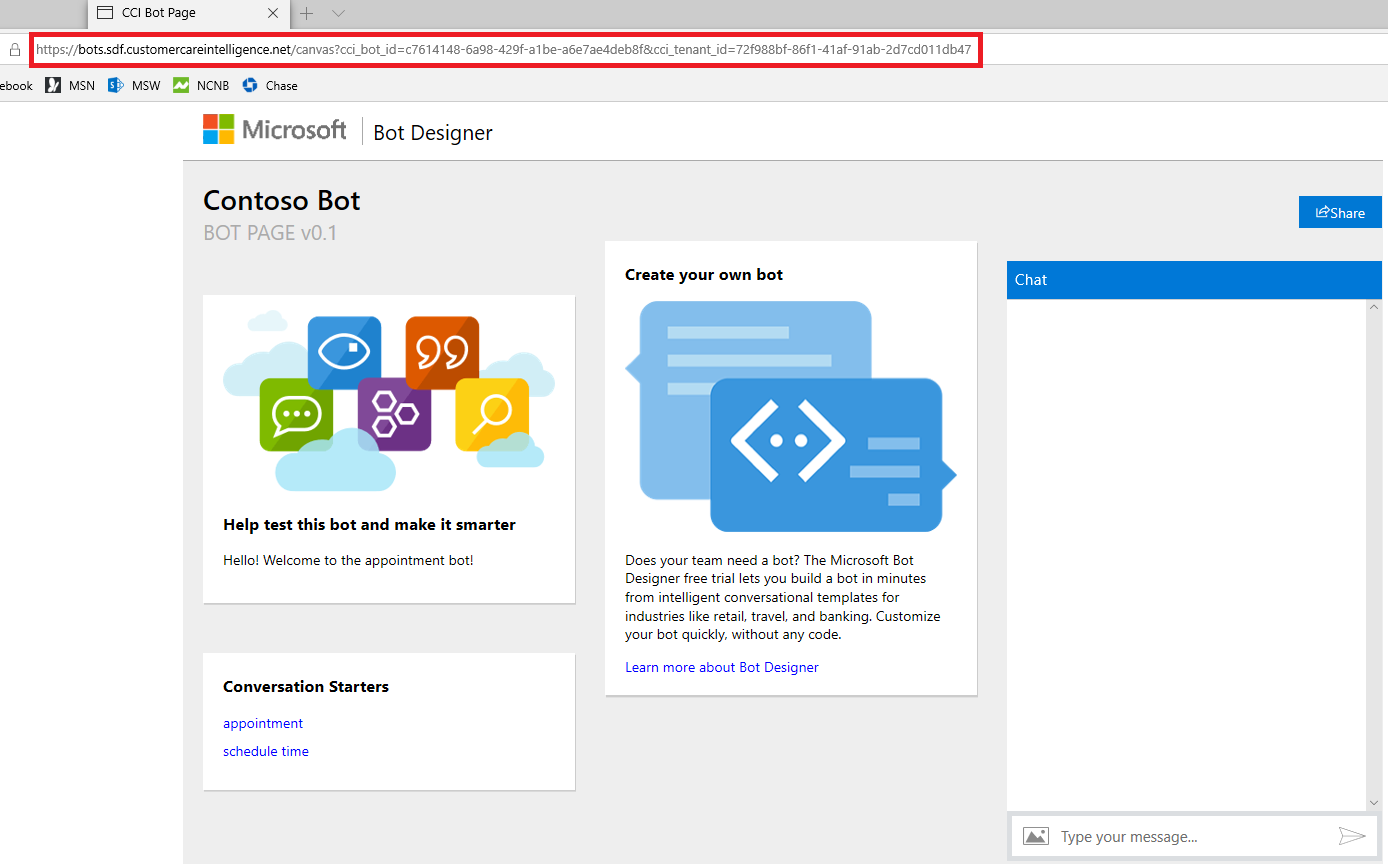 CCI Bot Page
https://bots.sdf.customercareintelligence.net/canvas?cci_bot_id=c7614148-6a98-429f-a1be-a6e7ae4deb8f&cci_tenant_id=72f988bf-86f1-41af-91ab-2d7cd011db47
ebook MSN MSW NCNB Chase
Microsoft Bot Designer
Contoso Bot
BOT PAGE v0.1
Share
Help test this bot and make it smarter
Hello! Welcome to the appointment bot!
Conversation Starters
appointment
schedule time
Create your own bot
Does your team need a bot? The Microsoft Bot
Designer free trial lets you build a bot in minutes
from intelligent conversational templates for
industries like retail, travel, and banking. Customize
your bot quickly, without any code.
Learn more about Bot Designer
Chat
Type your message...